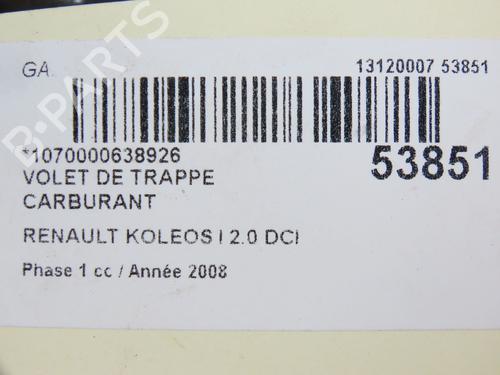 GA.
13120007 53851
*1070000638926
53851
VOLET DE TRAPPE
CARBURANT
RENAULT KOLEOS I 2.0 DCI
Phase 1 cc / Année 2008
B-PARTS